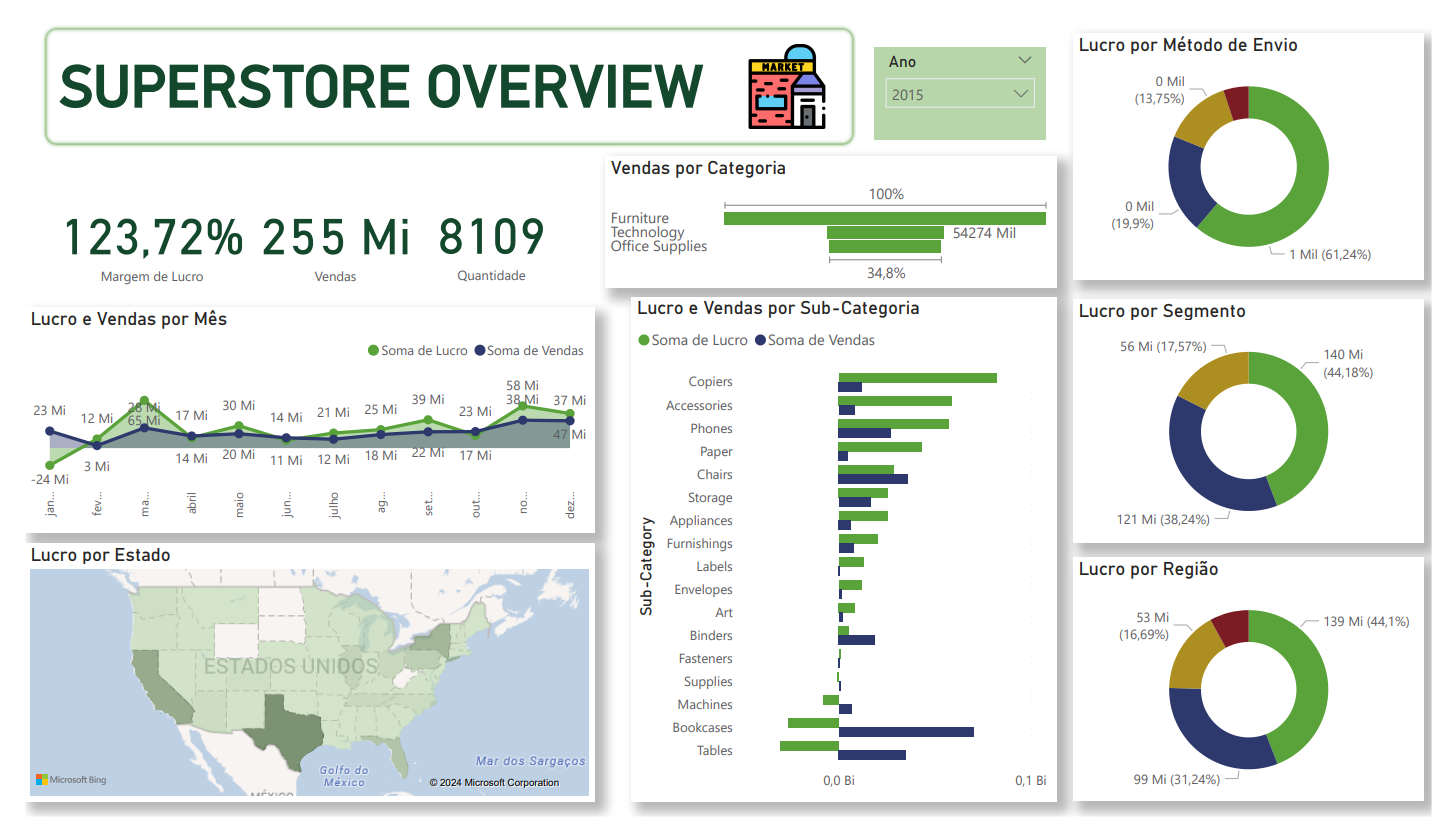 SUPERSTORE OVERVIEW
MARKET
Ano
2015
123,72%
Margem de Lucro
255 Mi
Vendas
8109
Quantidade
Vendas por Categoria
100%
Furniture
Technology
54274 Mil
Office Supplies
34,8%
Lucro por Método de Envio
0 Mil
(13,75%)
0 Mil
(19,9%)
1 Mil (61,24%)
Lucro e Vendas por Mês
Soma de Lucro
Soma de Vendas
23 Mi
12 Mi
28 Mi
65 Mi
17 Mi
30 Mi
14 Mi
21 Mi
25 Mi
39 Mi
23 Mi
58 Mi
38 Mi
37 Mi
-24 Mi
3 Mi
14 Mi
20 Mi
11 Mi
12 Mi
18 Mi
22 Mi
17 Mi
47 Mi
jan...
fev...
ma...
abril
maio
jun...
julho
ag...
set...
out...
no...
dez...
Lucro e Vendas por Sub-Categoria
Soma de Lucro
Soma de Vendas
Sub-Category
Copiers
Accessories
Phones
Paper
Chairs
Storage
Appliances
Furnishings
Labels
Envelopes
Art
Binders
Fasteners
Supplies
Machines
Bookcases
Tables
0,0 Bi
0,1 Bi
Lucro por Segmento
56 Mi (17,57%)
140 Mi
(44,18%)
121 Mi (38,24%)
Lucro por Estado
ESTADOS UNIDOS
Mar dos Sargaços
Golfo do
México
MÉXICO
Microsoft Bing
© 2024 Microsoft Corporation
Lucro por Região
53 Mi
(16,69%)
139 Mi (44,1%)
99 Mi (31,24%)